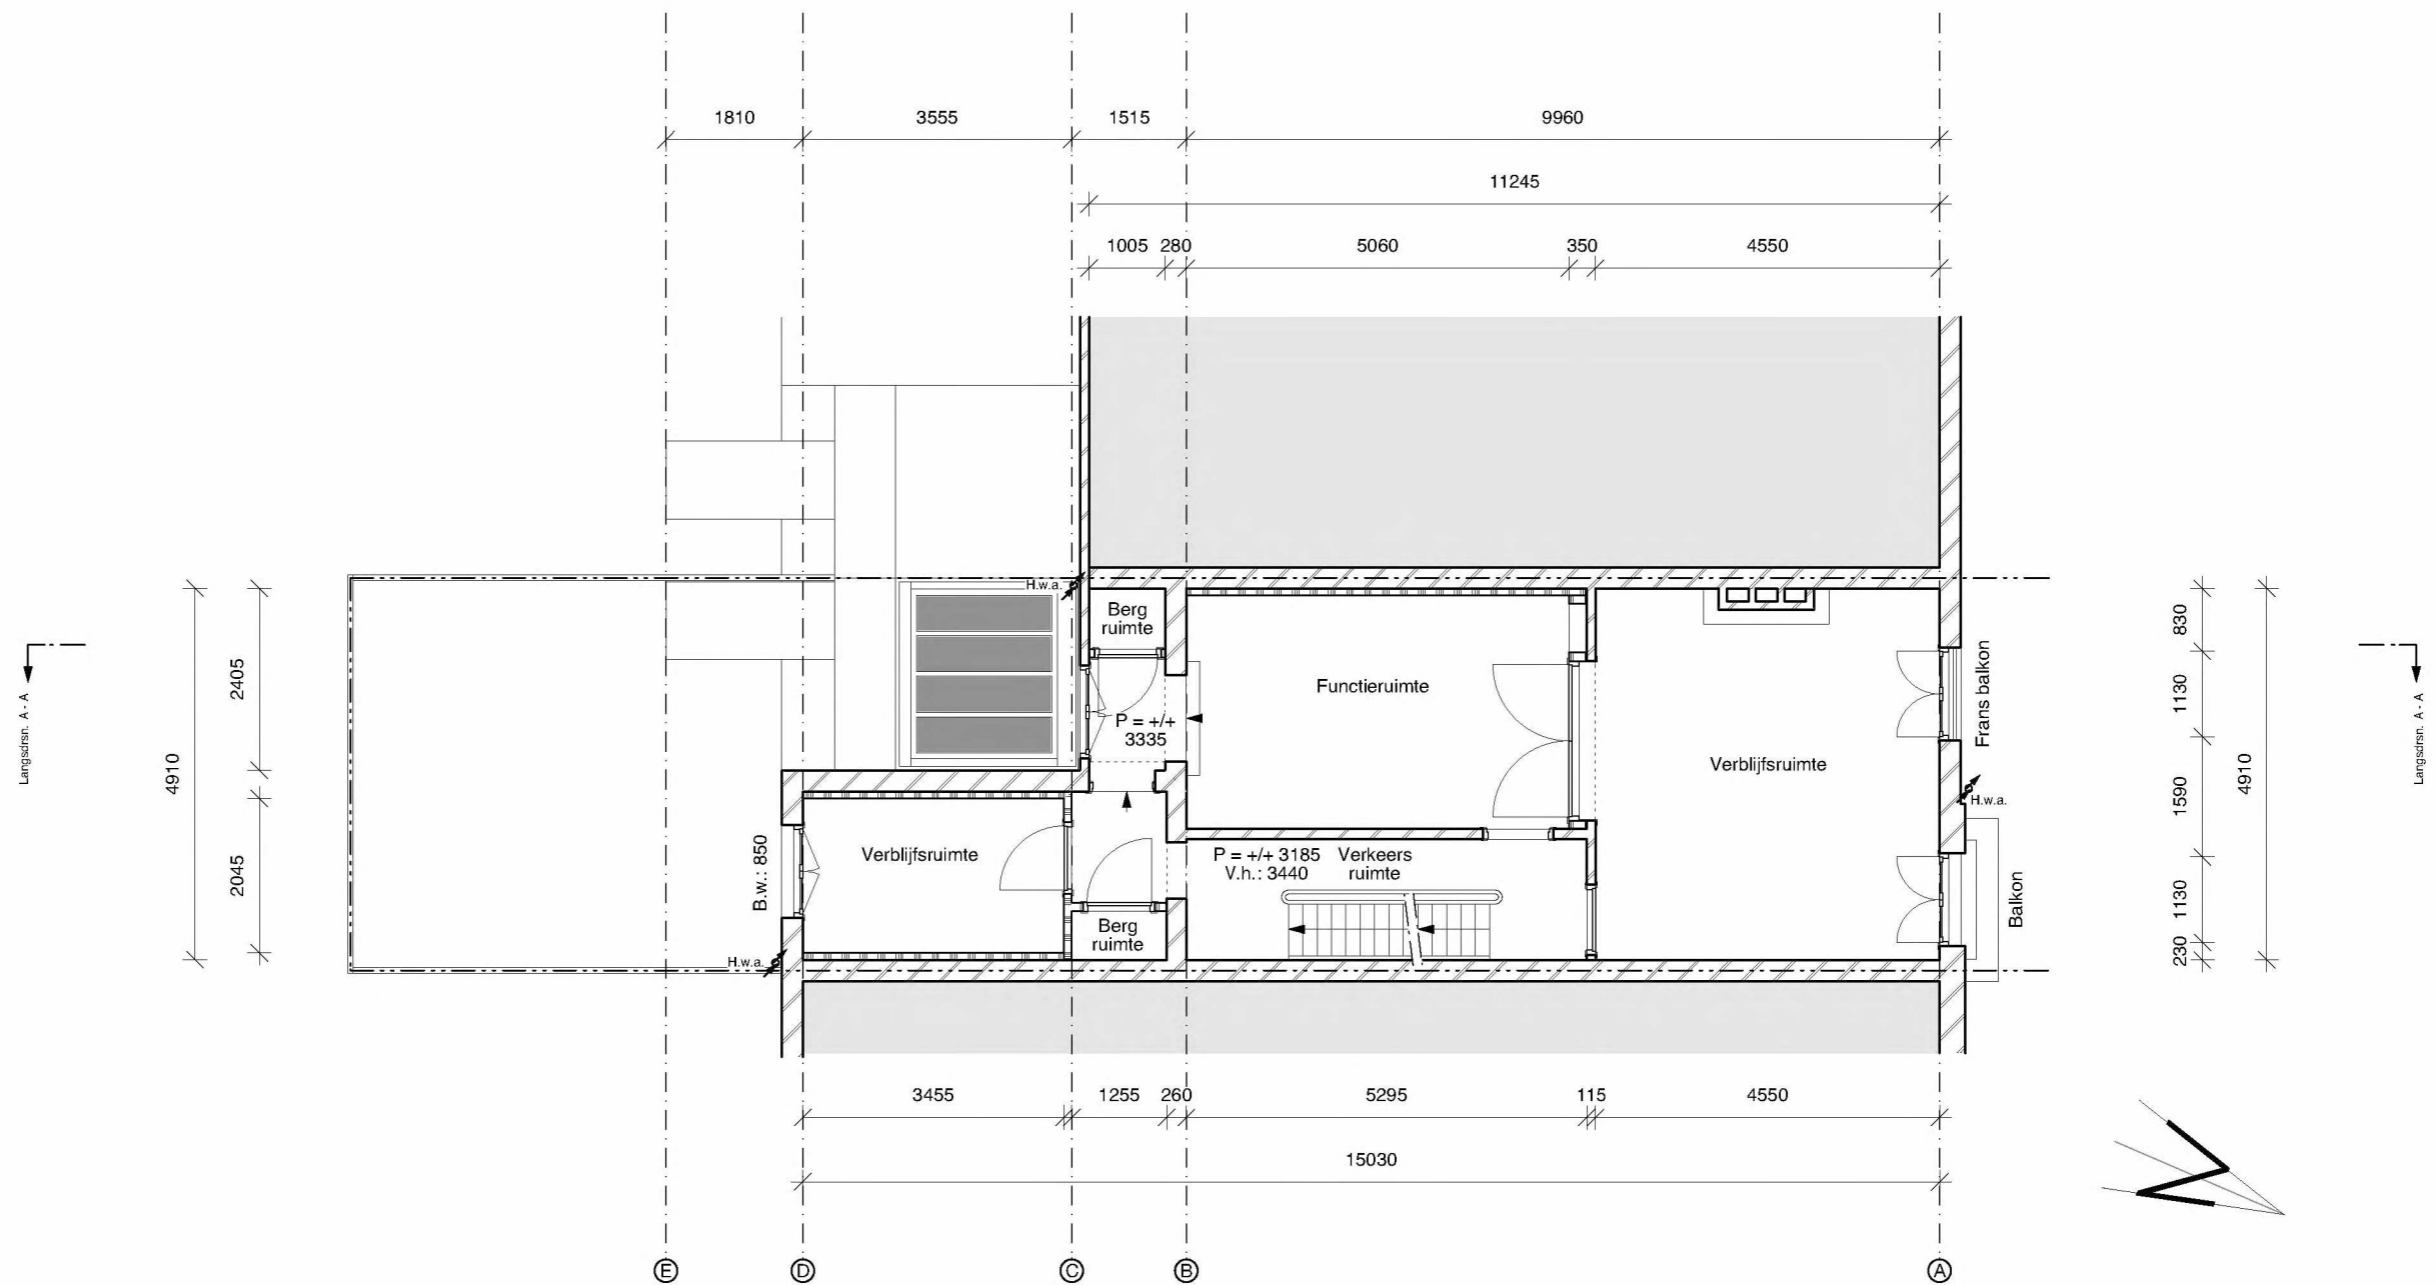 1810
3555
1515
9960
11245
1005
280
5060
350
4550
H.w.a.
Berg
ruimte
P = +/+
3335
Functieruimte
Verblijfsruimte
Frans balkon
H.w.a.
Balkon
Verblijfsruimte
B.w.: 850
H.w.a.
Berg
ruimte
P = +/+ 3185
V.h.: 3440
Verkeers
ruimte
Langsdrsn. A - A
4910
2405
2045
830
1130
1590
1130
230
4910
Langsdrsn. A - A
3455
1255
260
5295
115
4550
15030
E
D
C
B
A